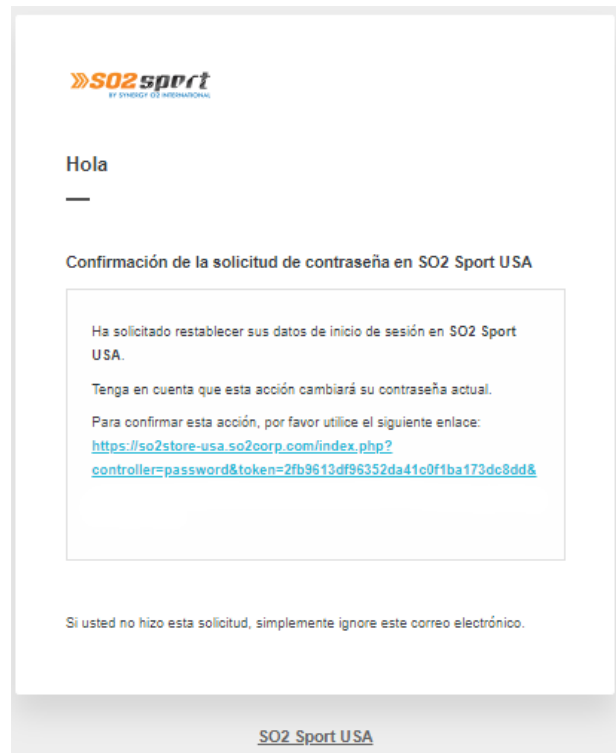 SO2 sport
BY SYNERGY O2 INTERNATIONAL
Hola
Confirmación de la solicitud de contraseña en SO2 Sport USA
Ha solicitado restablecer sus datos de inicio de sesión en SO2 Sport
USA.
Tenga en cuenta que esta acción cambiará su contraseña actual.
Para confirmar esta acción, por favor utilice el siguiente enlace:
https://so2store-usa.so2corp.com/index.php?
controller=password&token=2fb9613df96352da41c0f1ba173dc8dd&
Si usted no hizo esta solicitud, simplemente ignore este correo electrónico.
SO2 Sport USA